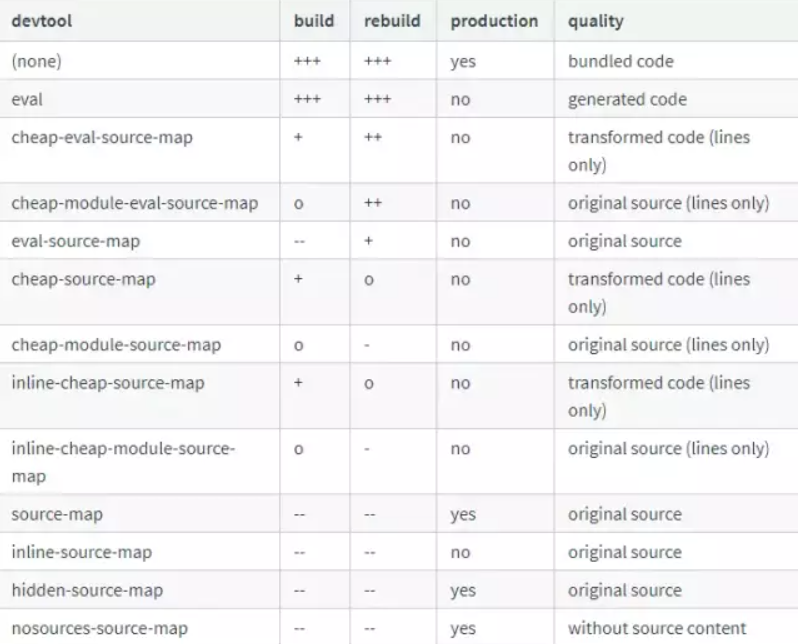 devtool build rebuild production quality
(none) +++ +++ yes bundled code
eval +++ +++ no generated code
cheap-eval-source-map + ++ no transformed code (lines
only)
cheap-module-eval-source-map o ++ no original source (lines only)
eval-source-map -- + no original source
cheap-source-map + o no transformed code (lines
only)
cheap-module-source-map o - no original source (lines only)
inline-cheap-source-map + o no transformed code (lines
only)
inline-cheap-module-source- o - no original source (lines only)
map
source-map -- -- yes original source
inline-source-map -- -- no original source
hidden-source-map -- -- yes original source
nosources-source-map -- -- yes without source content